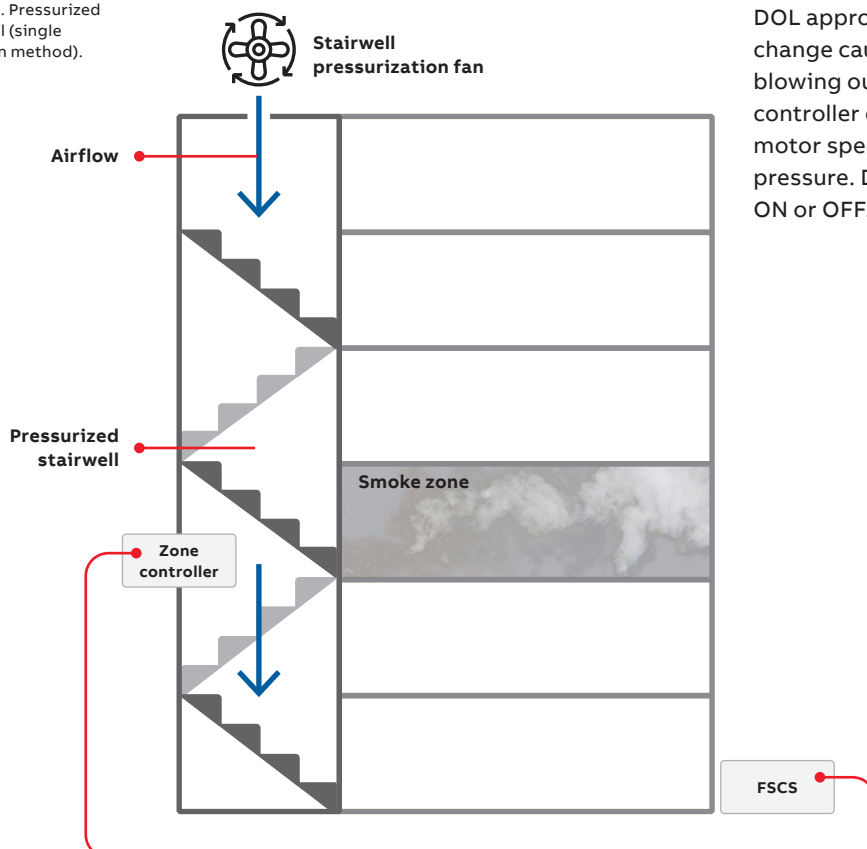 . Pressurized
l (single
n method).
Stairwell
pressurization fan
Airflow
Pressurized
stairwell
Smoke zone
Zone
controller
FSCS
DOL appro
change cau
blowing ou
controller
motor spe
pressure. D
ON or OFF